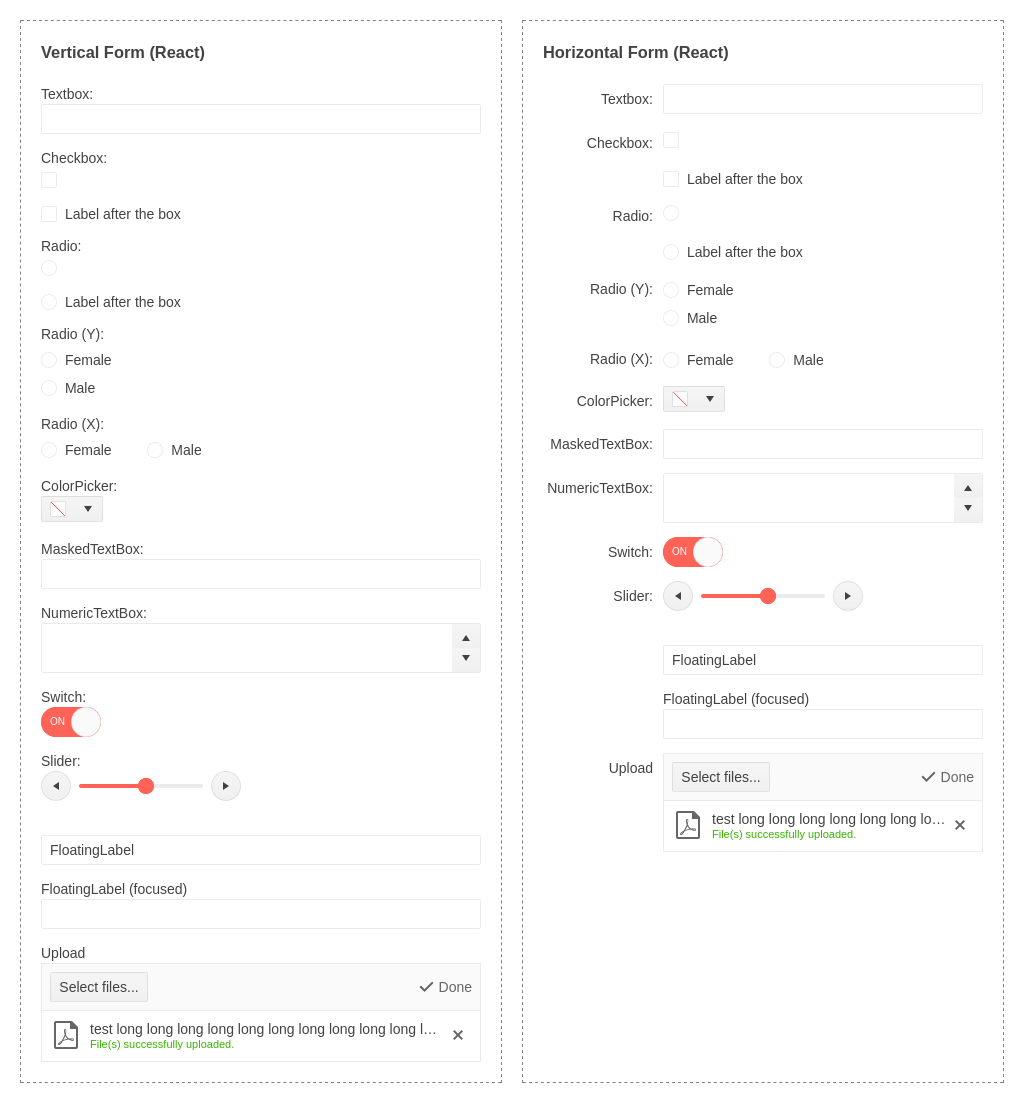 Vertical Form (React)
Textbox:
Checkbox:
Label after the box
Radio:
Label after the box
Radio (Y):
Female
Male
Radio (X):
Female Male
ColorPicker:
MaskedTextBox:
NumericTextBox:
Switch:
ON
Slider:
FloatingLabel
FloatingLabel (focused)
Upload
Select files... Done
test long long long long long long long long long long l…
File(s) successfully uploaded.
Horizontal Form (React)
Textbox:
Checkbox:
Label after the box
Radio:
Label after the box
Radio (Y): Female
Male
Radio (X): Female Male
ColorPicker:
MaskedTextBox:
NumericTextBox:
Switch: ON
Slider:
FloatingLabel
FloatingLabel (focused)
Upload Select files... Done
test long long long long long long lo…
File(s) successfully uploaded.